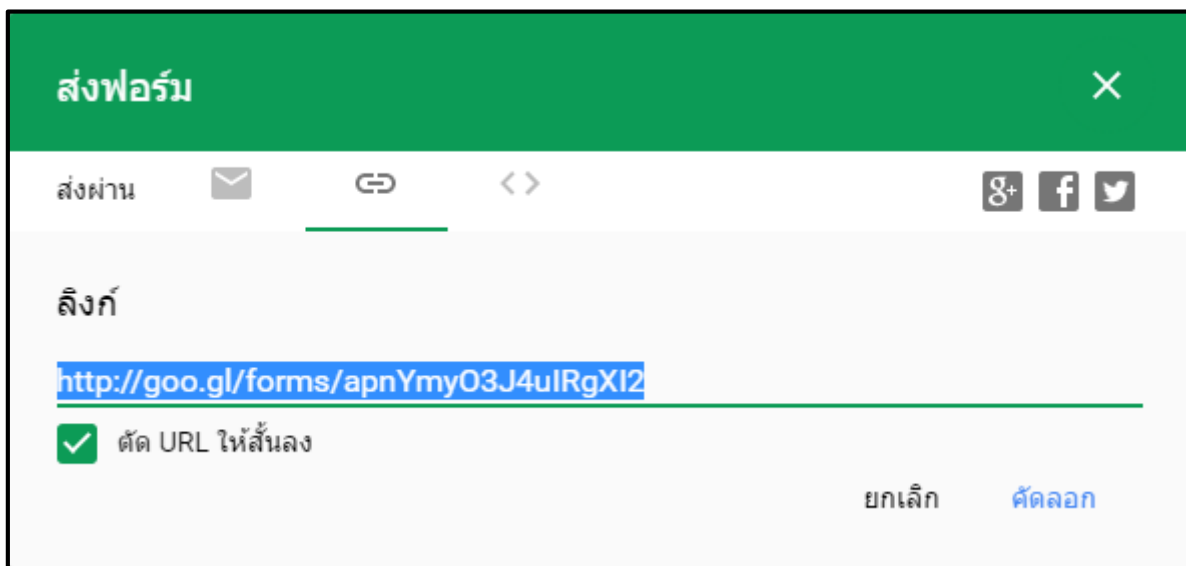 ส่งฟอร์ม
ส่งผ่าน
ลิงก์
http://goo.gl/forms/apnYmyO3J4uIRgXI2
ตัด URL ให้สั้นลง
ยกเลิก คัดลอก